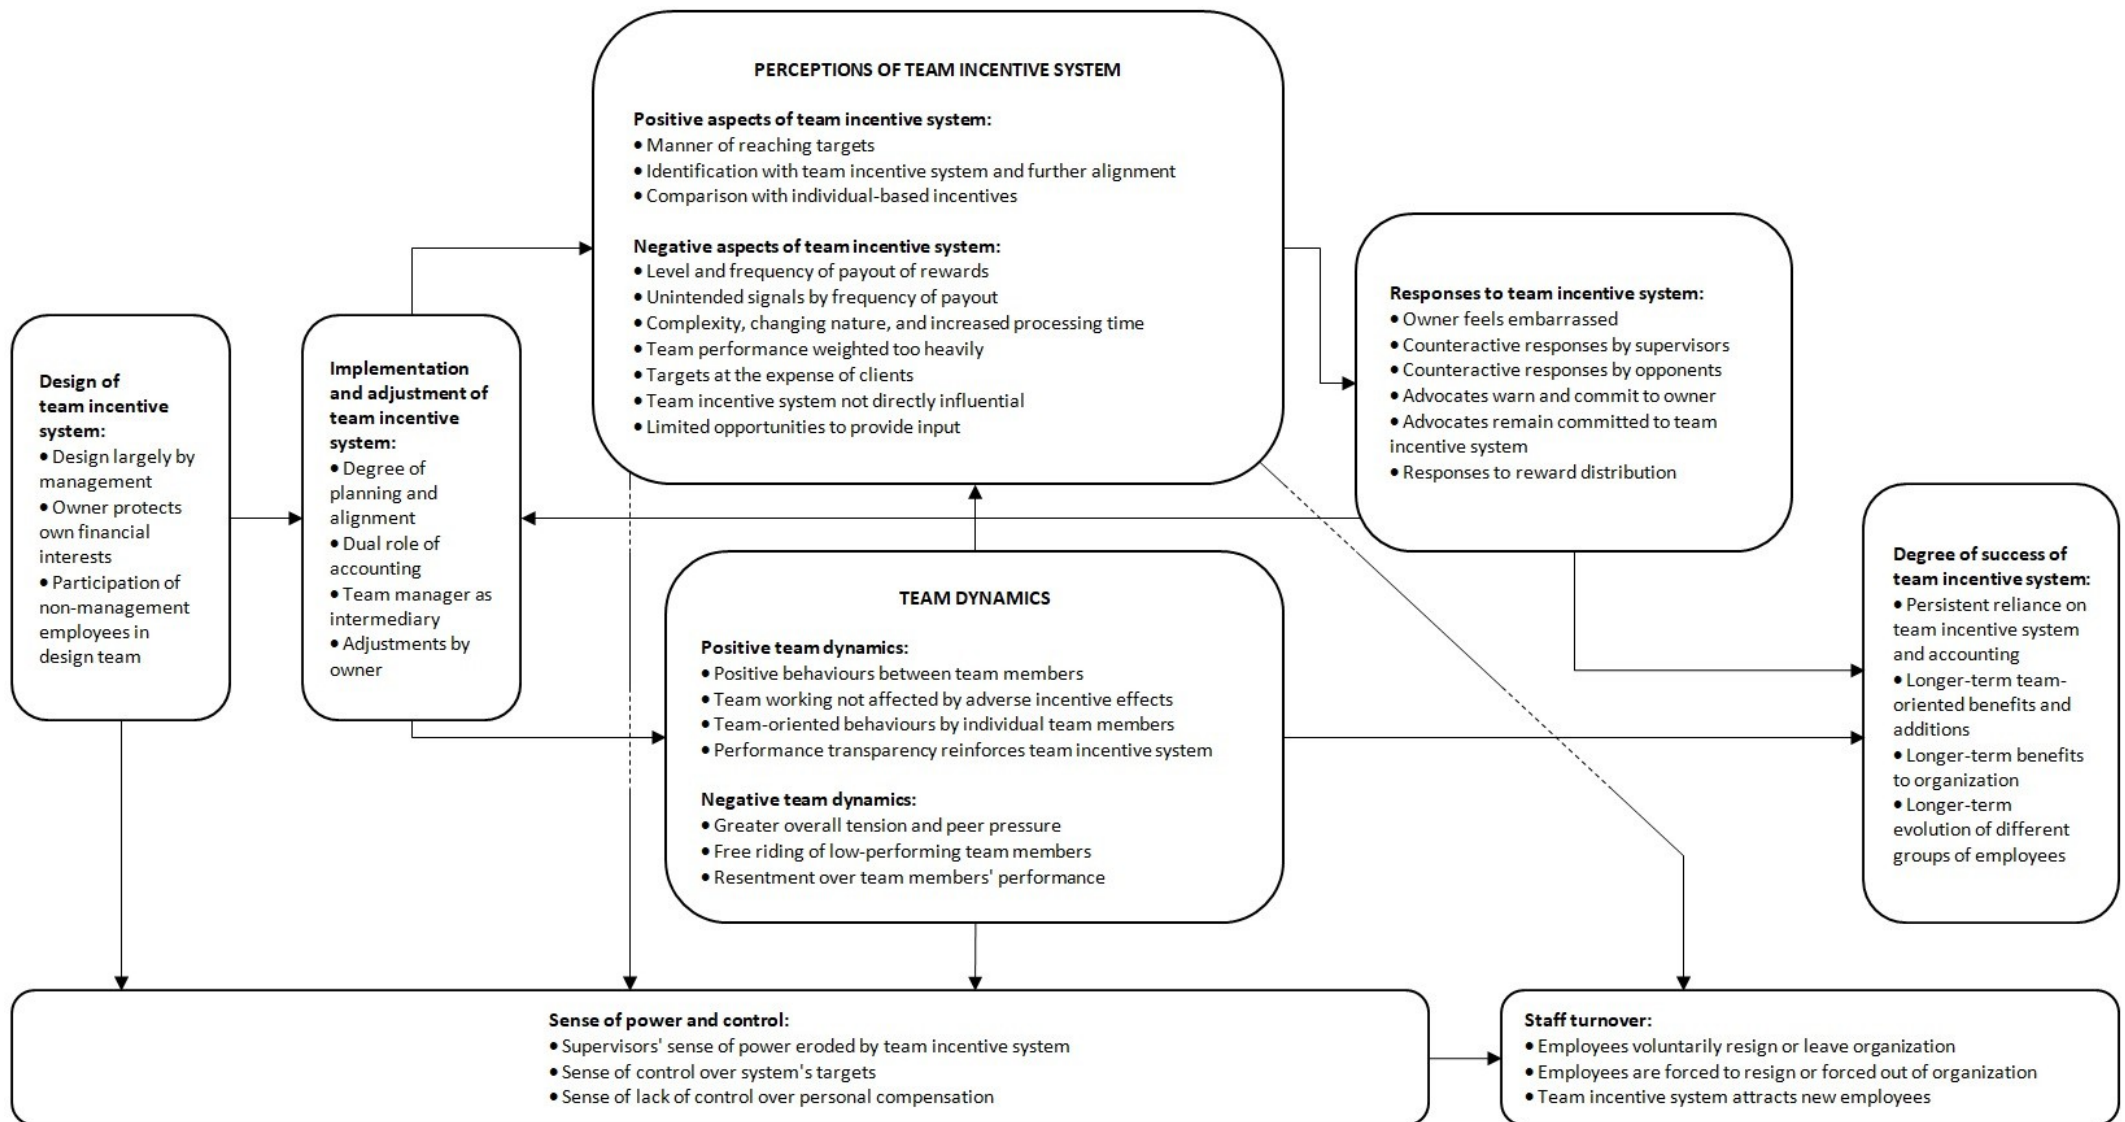 PERCEPTIONS OF TEAM INCENTIVE SYSTEM
Positive aspects of team incentive system:
• Manner of reaching targets
• Identification with team incentive system and further alignment
• Comparison with individual-based incentives
Negative aspects of team incentive system:
• Level and frequency of payout of rewards
• Unintended signals by frequency of payout
• Complexity, changing nature, and increased processing time
• Team performance weighted too heavily
• Targets at the expense of clients
• Team incentive system not directly influential
• Limited opportunities to provide input
Design of
team incentive
system:
• Design largely by
management
• Owner protects
own financial
interests
• Participation of
non-management
employees in
design team
Implementation
and adjustment of
team incentive
system:
• Degree of
planning and
alignment
• Dual role of
accounting
• Team manager as
intermediary
• Adjustments by
owner
Responses to team incentive system:
• Owner feels embarrassed
• Counteractive responses by supervisors
• Counteractive responses by opponents
• Advocates warn and commit to owner
• Advocates remain committed to team
incentive system
• Responses to reward distribution
TEAM DYNAMICS
Positive team dynamics:
• Positive behaviours between team members
• Team working not affected by adverse incentive effects
• Team-oriented behaviours by individual team members
• Performance transparency reinforces team incentive system
Negative team dynamics:
• Greater overall tension and peer pressure
• Free riding of low-performing team members
• Resentment over team members' performance
Degree of success of
team incentive system:
• Persistent reliance on
team incentive system
and accounting
• Longer-term team-
oriented benefits and
additions
• Longer-term benefits
to organization
• Longer-term
evolution of different
groups of employees
Sense of power and control:
• Supervisors' sense of power eroded by team incentive system
• Sense of control over system's targets
• Sense of lack of control over personal compensation
Staff turnover:
• Employees voluntarily resign or leave organization
• Employees are forced to resign or forced out of organization
• Team incentive system attracts new employees